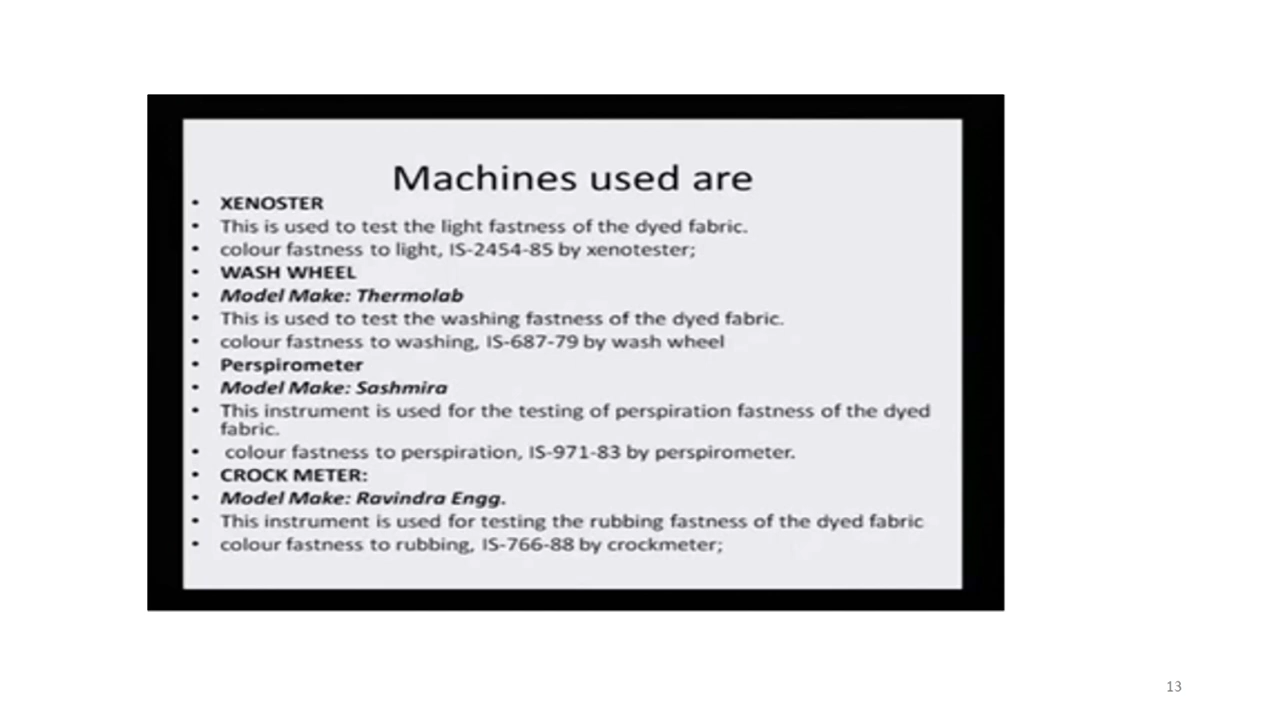 Machines used are
• XENOSTER
• This is used to test the light fastness of the dyed fabric.
• colour fastness to light, IS-2454-85 by xenotester;
• WASH WHEEL
• Model Make: Thermolab
• This is used to test the washing fastness of the dyed fabric.
• colour fastness to washing, IS-687-79 by wash wheel
• Perspirometer
• Model Make: Sashmira
• This instrument is used for the testing of perspiration fastness of the dyed
fabric.
• colour fastness to perspiration, IS-971-83 by perspirometer.
• CROCK METER:
• Model Make: Ravindra Engg.
• This instrument is used for testing the rubbing fastness of the dyed fabric
• colour fastness to rubbing, IS-766-88 by crockmeter;
13